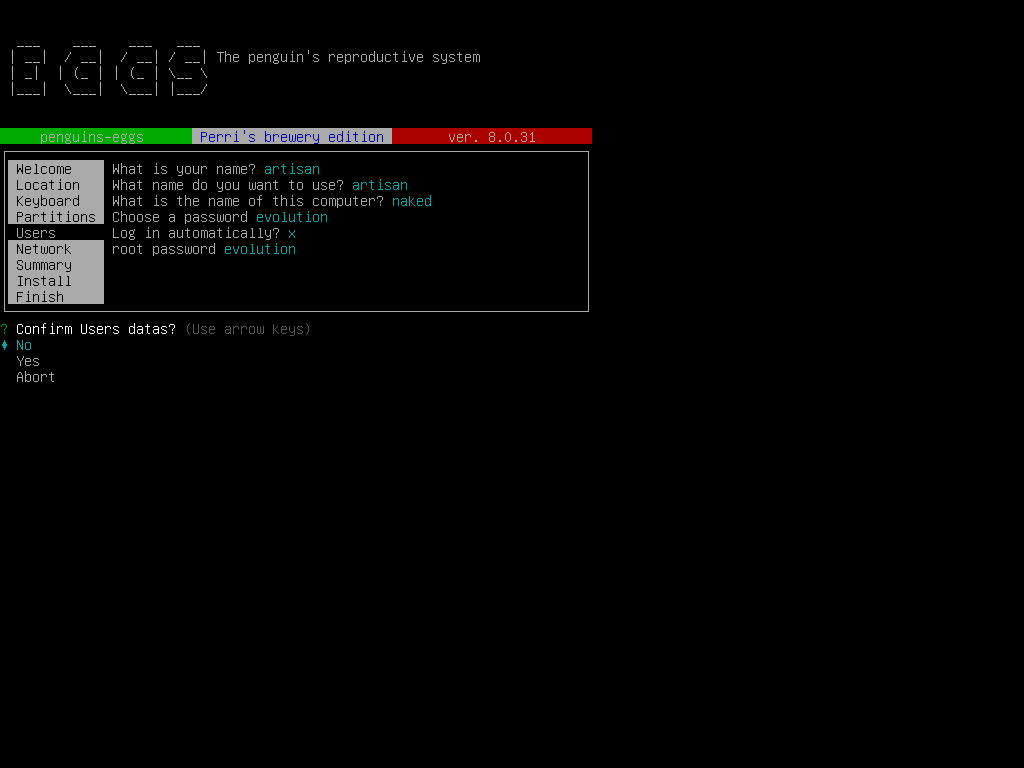 EGGS The penguin's reproductive system
penguins-eggs Perri's brewery edition ver. 8.0.31
Welcome What is your name? artisan
Location What name do you want to use? artisan
Keyboard What is the name of this computer? naked
Partitions Choose a password evolution
Users Log in automatically? x
Network root password evolution
Summary
Install
Finish
? Confirm Users datas? (Use arrow keys)
♦ No
Yes
Abort